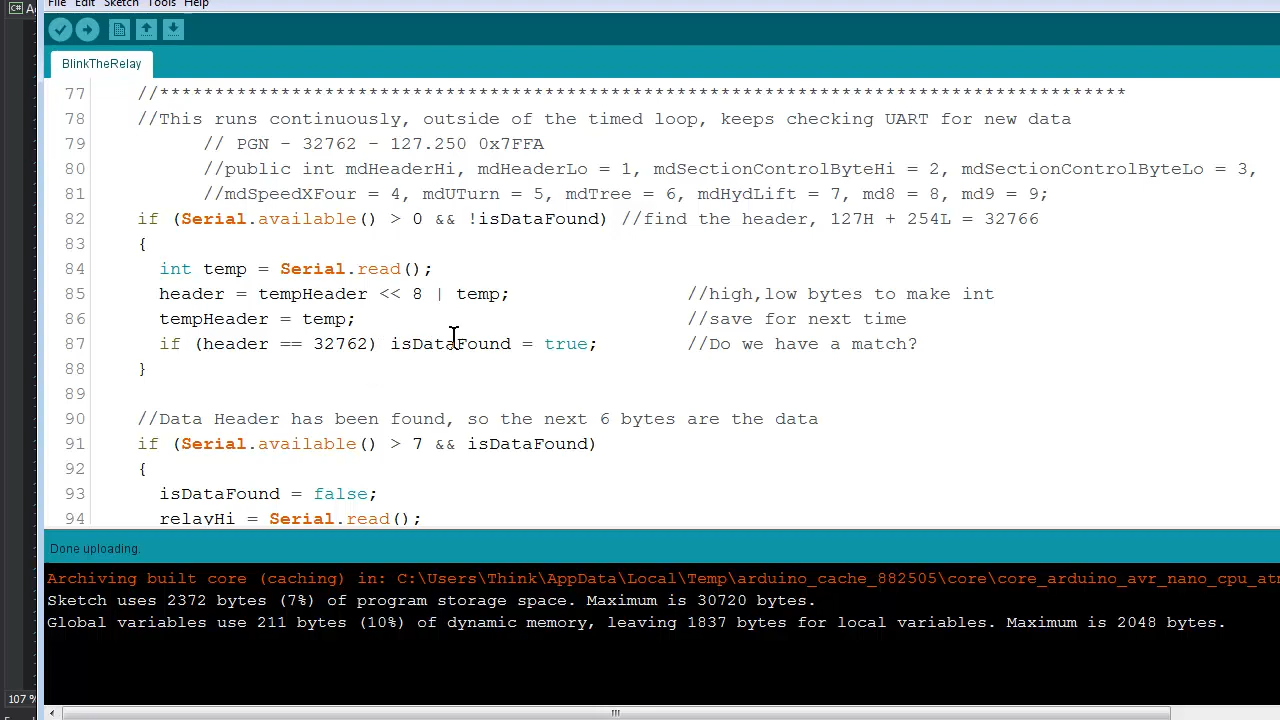 File Edit Sketch Tools Help
BlinkTheRelay
77 //****************************************************************************************
78 //This runs continuously, outside of the timed loop, keeps checking UART for new data
79 // PGN - 32762 - 127.250 0x7FFA
80 //public int mdHeaderHi, mdHeaderLo = 1, mdSectionControlByteHi = 2, mdSectionControlByteLo = 3,
81 //mdSpeedXFour = 4, mdUTurn = 5, mdTree = 6, mdHydLift = 7, md8 = 8, md9 = 9;
82 if (Serial.available() > 0 && !isDataFound) //find the header, 127H + 254L = 32766
83 {
84 int temp = Serial.read();
85 header = tempHeader << 8 | temp; //high,low bytes to make int
86 tempHeader = temp; //save for next time
87 if (header == 32762) isDataFound = true; //Do we have a match?
88 }
89
90 //Data Header has been found, so the next 6 bytes are the data
91 if (Serial.available() > 7 && isDataFound)
92 {
93 isDataFound = false;
94 relayHi = Serial.read();
Done uploading.
Archiving built core (caching) in: C:\Users\Think\AppData\Local\Temp\arduino_cache_882505\core\core_arduino_avr_nano_cpu_atm
Sketch uses 2372 bytes (7%) of program storage space. Maximum is 30720 bytes.
Global variables use 211 bytes (10%) of dynamic memory, leaving 1837 bytes for local variables. Maximum is 2048 bytes.
107 %